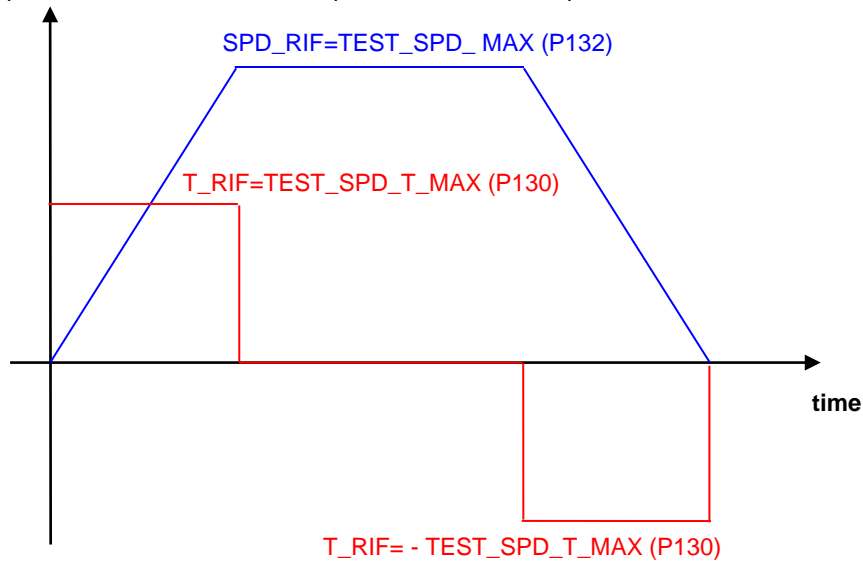 SPD_RIF=TEST_SPD_ MAX (P132)
T_RIF=TEST_SPD_T_MAX (P130)
time
T_RIF= - TEST_SPD_T_MAX (P130)